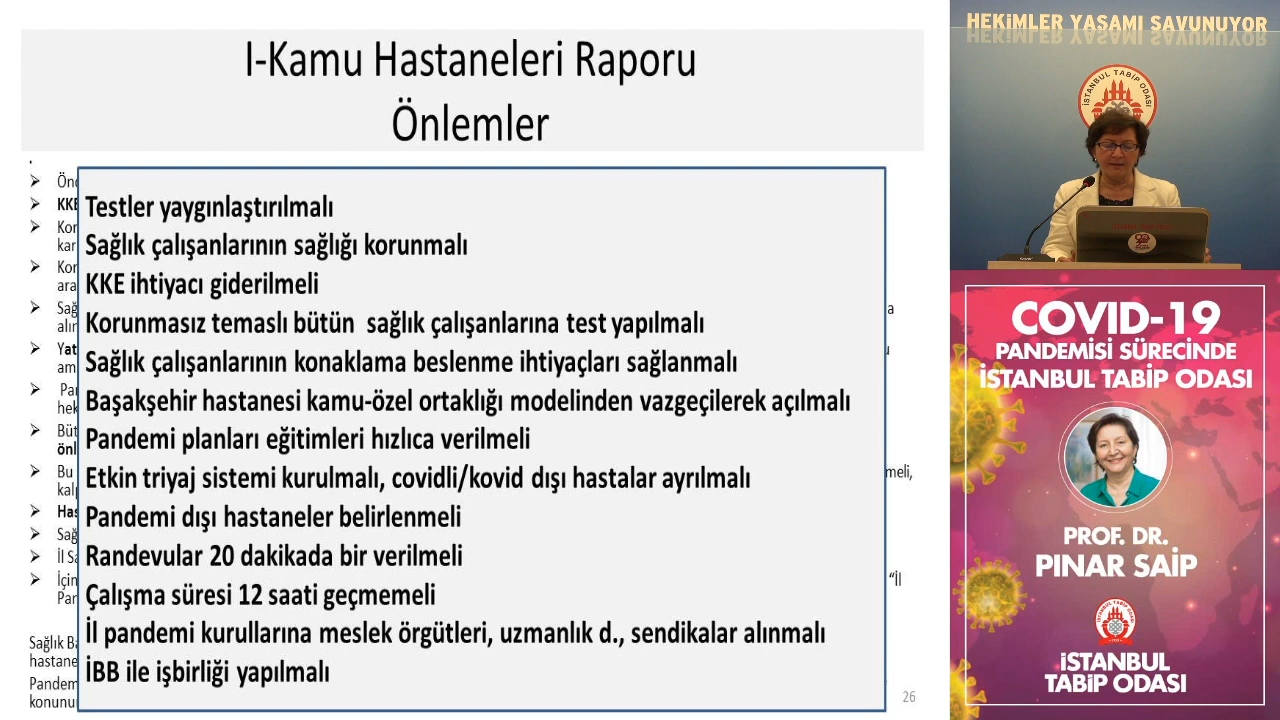 I-Kamu Hastaneleri Raporu
Önlemler
Testler yaygınlaştırılmalı
Sağlık çalışanlarının sağlığı korunmalı
KKE ihtiyacı giderilmeli
Korunmasız temaslı bütün sağlık çalışanlarına test yapılmalı
Sağlık çalışanlarının konaklama beslenme ihtiyaçları sağlanmalı
Başakşehir hastanesi kamu-özel ortaklığı modelinden vazgeçilerek açılmalı
Pandemi planları eğitimleri hızlıca verilmeli
Etkin triyaj sistemi kurulmalı, covidli/kovid dışı hastalar ayrılmalı
Pandemi dışı hastaneler belirlenmeli
Randevular 20 dakikada bir verilmeli
Çalışma süresi 12 saati geçmemeli
İl pandemi kurullarına meslek örgütleri, uzmanlık d., sendikalar alınmalı
İBB ile işbirliği yapılmalı
26
HEKİMLER YAŞAMI SAVUNUYOR
İSTANBUL TABİP ODASI
COVID-19
PANDEMİSİ SÜRECİNDE
İSTANBUL TABİP ODASI
PROF. DR.
PINAR SAİP
İSTANBUL
TABİP ODASI